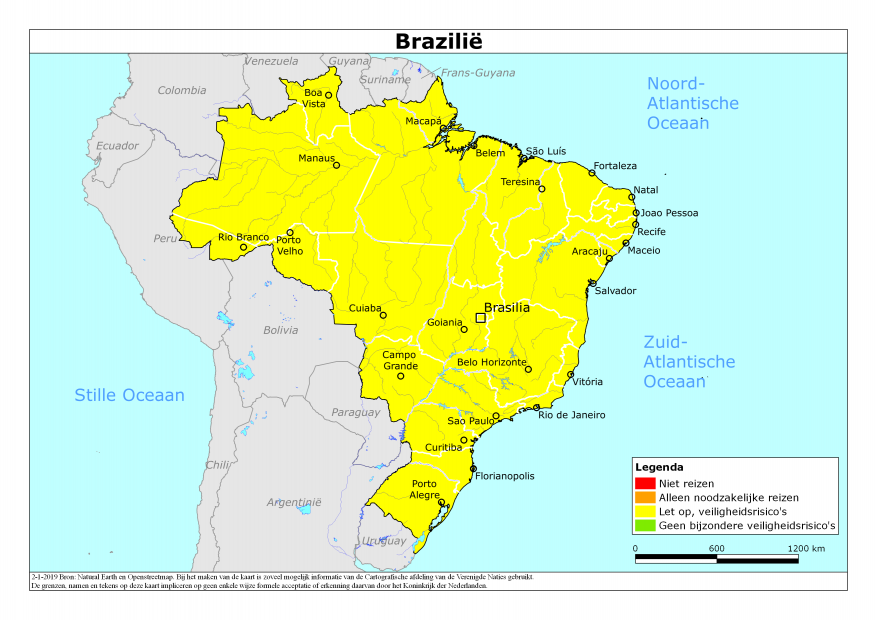 Brazilië
Venezuela
Guyana
Suriname
Frans-Guyana
Colombia
Ecuador
Peru
Bolivia
Paraguay
Chili
Argentinië
Uruguay
Noord-
Atlantische
Oceaan
Zuid-
Atlantische
Oceaan
Stille Oceaan
Boa
Vista
Macapá
Manaus
Belem
São Luís
Fortaleza
Teresina
Natal
Joao Pessoa
Recife
Rio Branco
Porto
Velho
Aracaju
Maceio
Salvador
Cuiaba
Brasilia
Goiania
Campo
Grande
Belo Horizonte
Vitória
Sao Paulo
Rio de Janeiro
Curitiba
Florianopolis
Porto
Alegre
Legenda
Niet reizen
Alleen noodzakelijke reizen
Let op, veiligheidsrisico's
Geen bijzondere veiligheidsrisico's
0 600 1200 km
2-1-2019 Bron: Natural Earth en Openstreetmap. Bij het maken van de kaart is zoveel mogelijk informatie van de Cartografische afdeling van de Verenigde Naties gebruikt.
De grenzen, namen en tekens op deze kaart impliceren op geen enkele wijze formele acceptatie of erkenning daarvan door het Koninkrijk der Nederlanden.